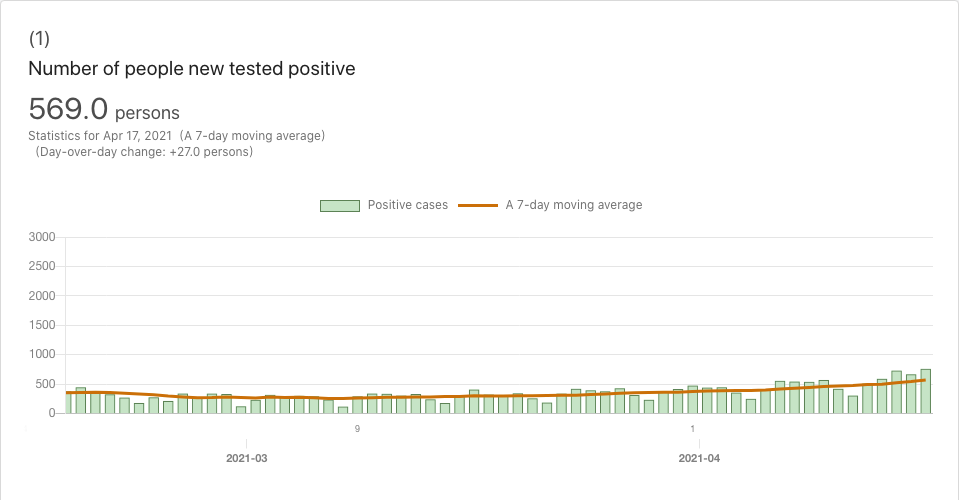 (1)
Number of people new tested positive
569.0 persons
Statistics for Apr 17, 2021 (A 7-day moving average)
(Day-over-day change: +27.0 persons)
Positive cases A 7-day moving average
3000
2500
2000
1500
1000
500
0
9 1
2021-03 2021-04